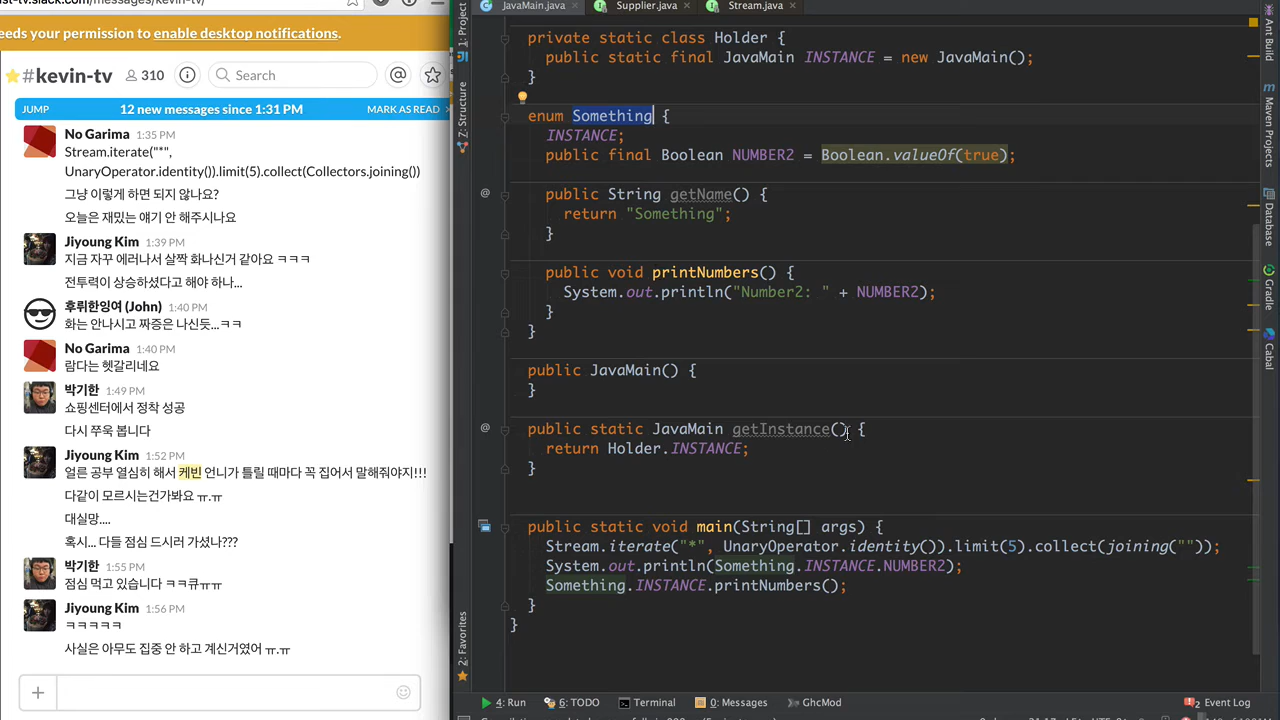 st-tv.slack.com/messages/kevin-tv/
eeds your permission to enable desktop notifications.
#kevin-tv
310
Search
JUMP
12 new messages since 1:31 PM
MARK AS READ
No Garima 1:35 PM
Stream.iterate("*",
UnaryOperator.identity()).limit(5).collect(Collectors.joining())
그냥 이렇게 하면 되지 않나요?
오늘은 재밌는 얘기 안 해주시나요
Jiyoung Kim 1:39 PM
지금 자꾸 에러나서 살짝 화나신거 같아요 ㅋㅋㅋ
전투력이 상승하셨다고 해야 하나...
후뤼한잉여 (John) 1:40 PM
화는 안나시고 짜증은 나신듯...ㅋㅋ
No Garima 1:40 PM
람다는 헷갈리네요
박기한 1:49 PM
쇼핑센터에서 정착 성공
다시 쭈욱 봅니다
Jiyoung Kim 1:52 PM
얼른 공부 열심히 해서 케빈 언니가 틀릴 때마다 꼭 집어서 말해줘야지!!!
다같이 모르시는건가봐요 ㅠ.ㅠ
대실망....
혹시... 다들 점심 드시러 가셨나???
박기한 1:55 PM
점심 먹고 있습니다 ㅋㅋ큐ㅠㅠ
Jiyoung Kim 1:56 PM
ㅋㅋㅋㅋㅋ
사실은 아무도 집중 안 하고 계신거였어 ㅠ.ㅠ
1: Project
7: Structure
2: Favorites
JavaMain.java
Supplier.java
Stream.java
private static class Holder {
public static final JavaMain INSTANCE = new JavaMain();
}
enum Something {
INSTANCE;
public final Boolean NUMBER2 = Boolean.valueOf(true);
public String getName() {
return "Something";
}
public void printNumbers() {
System.out.println("Number2: " + NUMBER2);
}
}
public JavaMain() {
}
public static JavaMain getInstance() {
return Holder.INSTANCE;
}
public static void main(String[] args) {
Stream.iterate("*", UnaryOperator.identity()).limit(5).collect(joining(""));
System.out.println(Something.INSTANCE.NUMBER2);
Something.INSTANCE.printNumbers();
}
}
Ant Build
Maven Projects
Database
Gradle
Cabal
4: Run
6: TODO
Terminal
0: Messages
GhcMod
2 Event Log